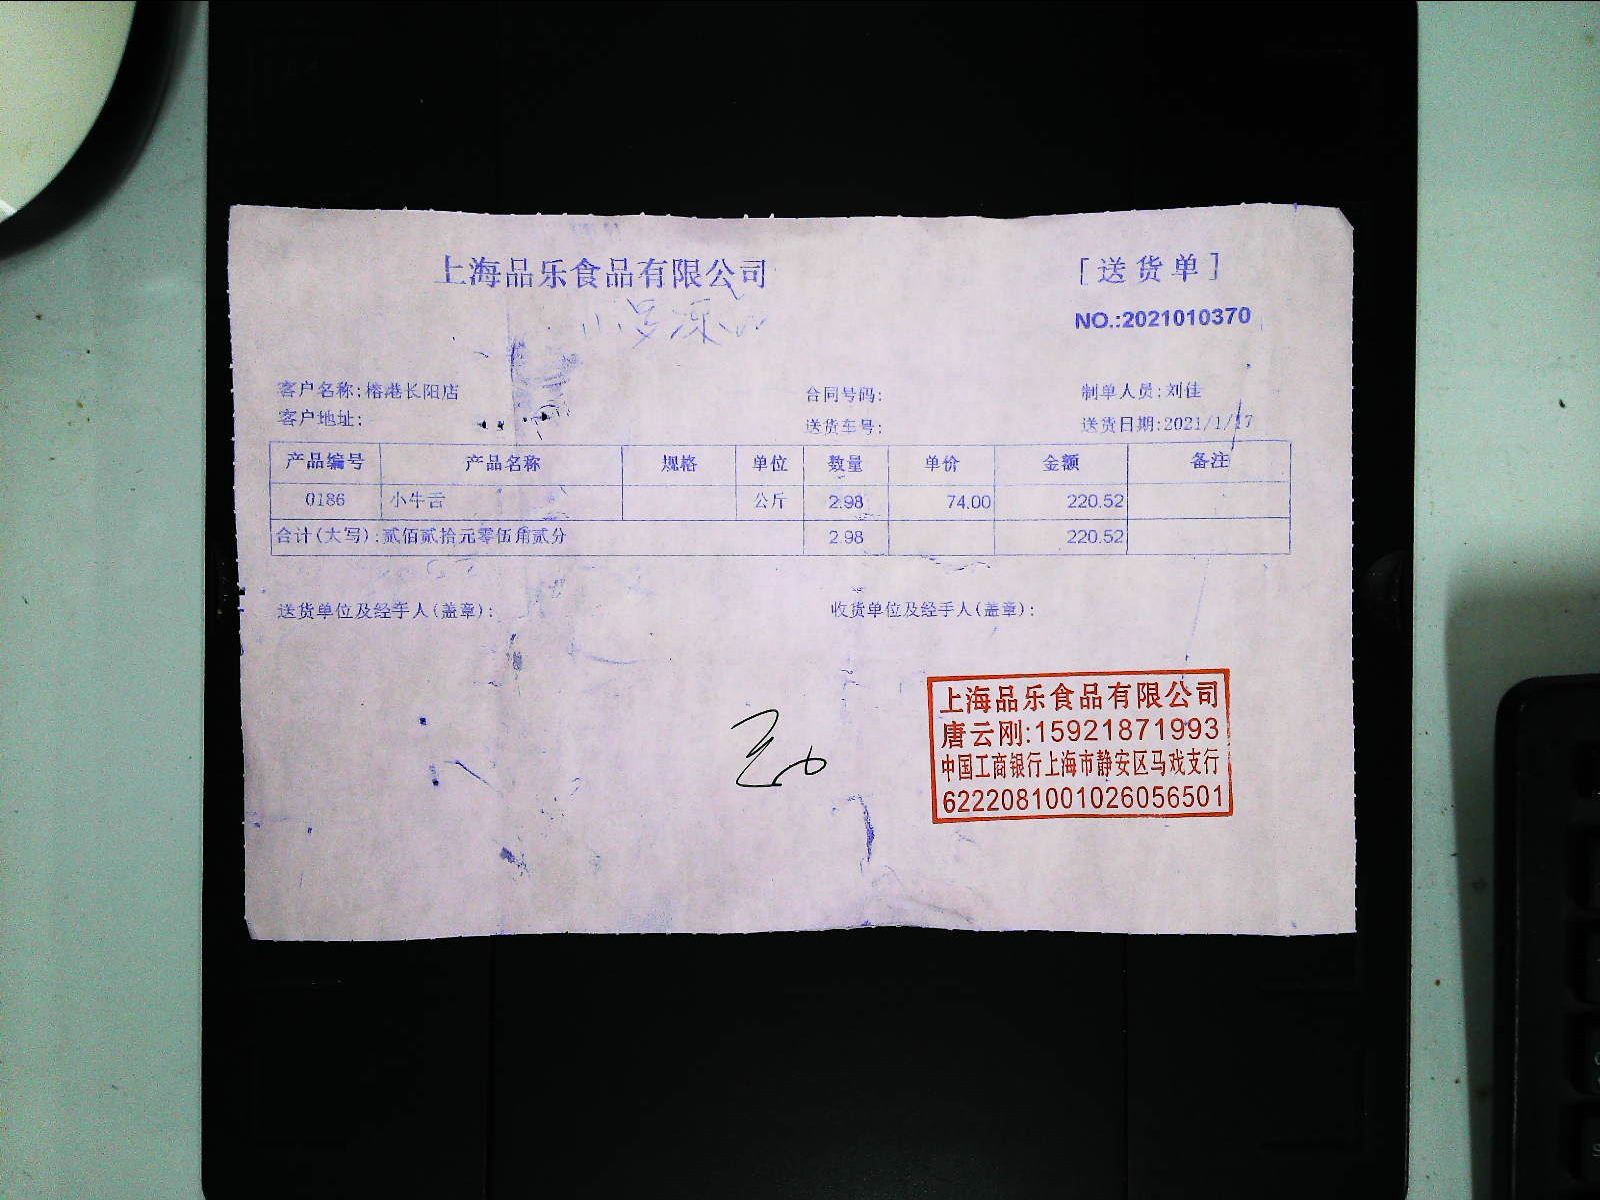 上海品乐食品有限公司 [送货单]
NO.:2021010370
客户名称:榕港长阳店 合同号码: 制单人员:刘佳
客户地址: 送货车号: 送货日期:2021/1/17
产品编号 产品名称 规格 单位 数量 单价 金额 备注
0186 小牛舌 公斤 2.98 74.00 220.52
合计(大写):贰佰贰拾元零伍角贰分 2.98 220.52
送货单位及经手人(盖章): 收货单位及经手人(盖章):
上海品乐食品有限公司
唐云刚:15921871993
中国工商银行上海市静安区马戏支行
6222081001026056501